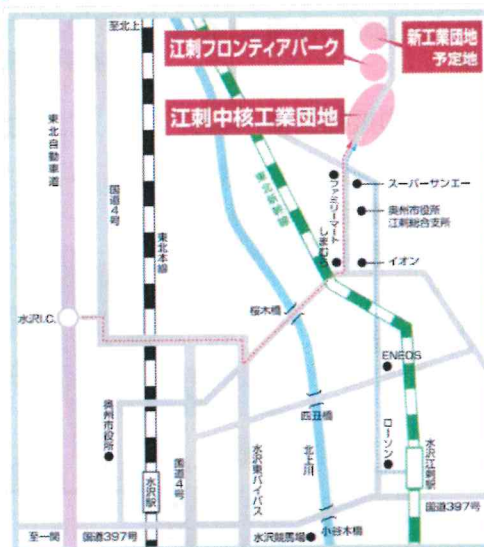 至北上
江刺フロンティアパーク
新工業団地
予定地
江刺中核工業団地
東北自動車道
国道4号
東北本線
東北新幹線
ファミリーマート
しまむら
スーパーサンエー
奥州市役所
江刺総合支所
イオン
水沢I.C.
桜木橋
ENEOS
四丑橋
奥州市役所
国道4号
水沢東バイパス
北上川
ローソン
水沢江刺駅
水沢駅
国道397号
至一関
国道397号
水沢競馬場
小谷木橋